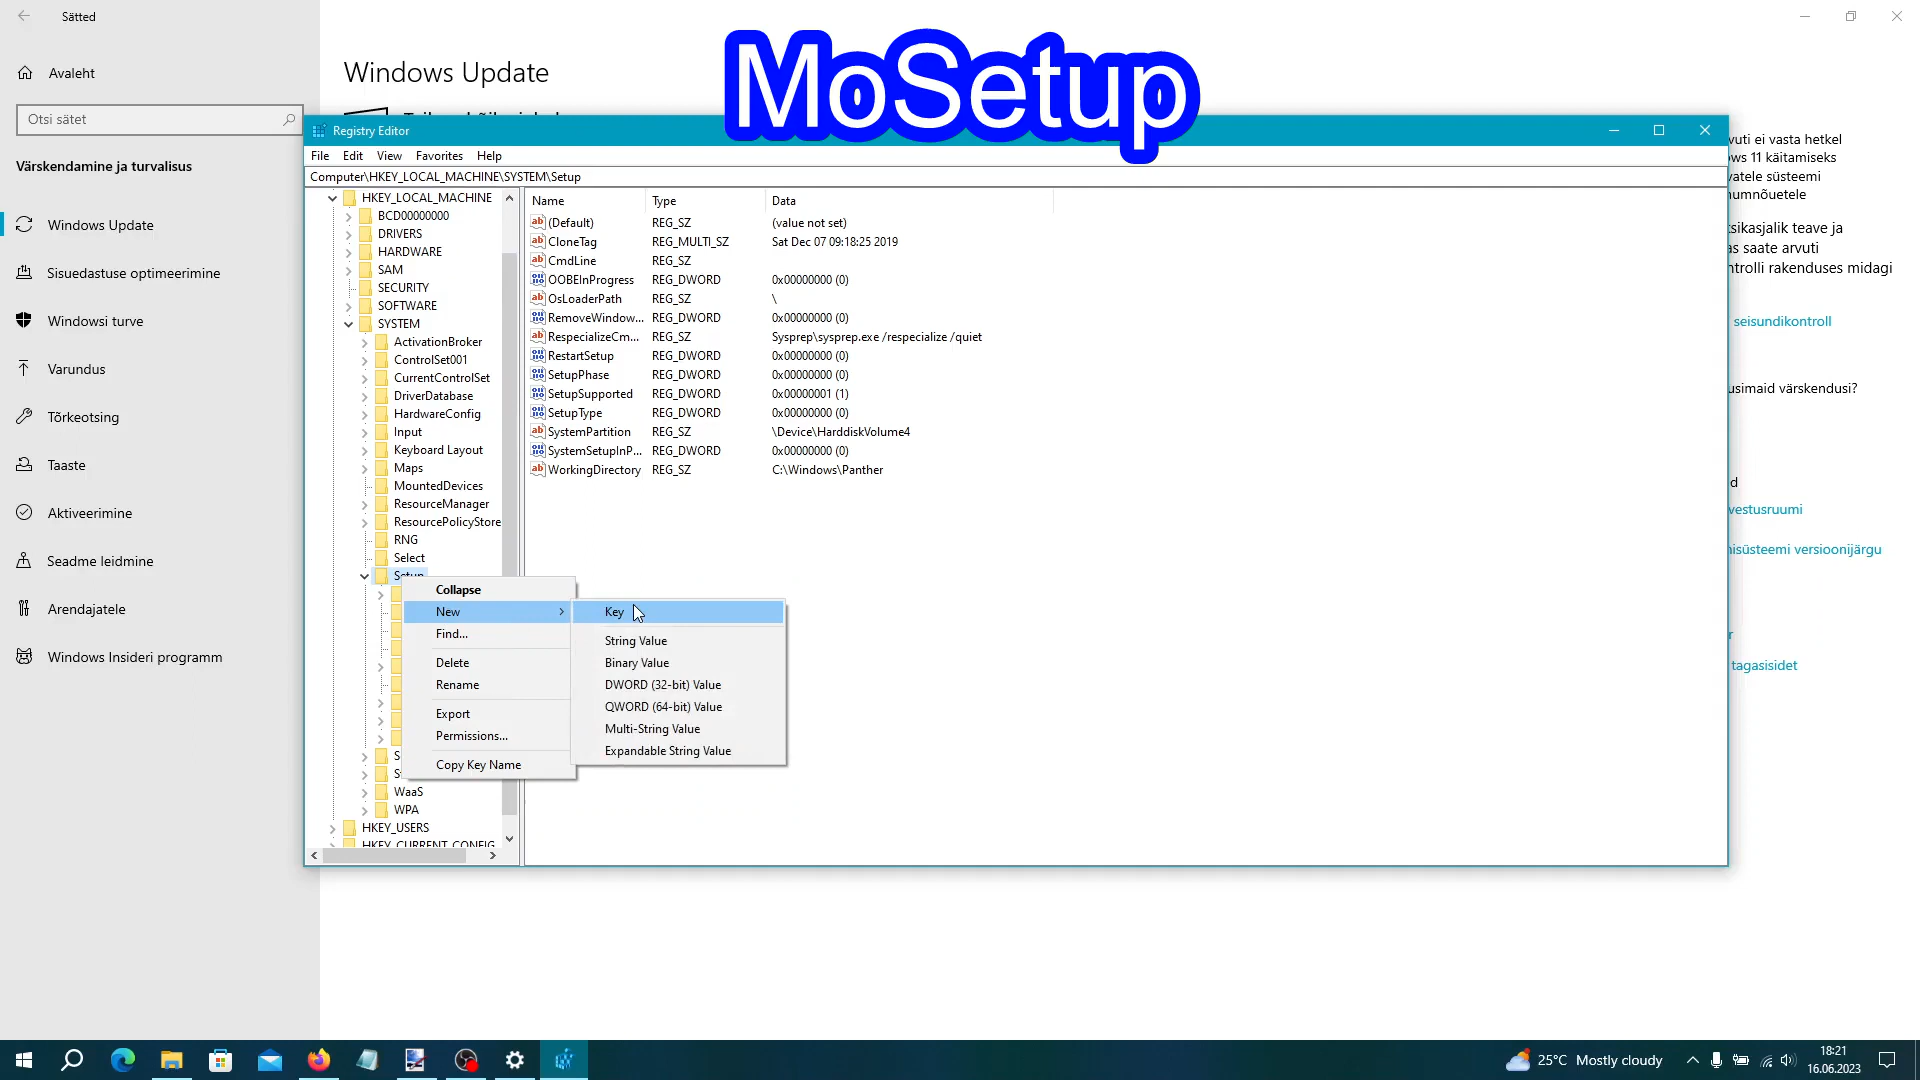 Sätted
Avaleht
Otsi sätet
Värskendamine ja turvalisus
Windows Update
Sisuedastuse optimeerimine
Windowsi turve
Varundus
Tõrkeotsing
Taaste
Aktiveerimine
Seadme leidmine
Arendajatele
Windows Insideri programm
Windows Update
MoSetup
Registry Editor
File Edit View Favorites Help
Computer\HKEY_LOCAL_MACHINE\SYSTEM\Setup
HKEY_LOCAL_MACHINE
BCD00000000
DRIVERS
HARDWARE
SAM
SECURITY
SOFTWARE
SYSTEM
ActivationBroker
ControlSet001
CurrentControlSet
DriverDatabase
HardwareConfig
Input
Keyboard Layout
Maps
MountedDevices
ResourceManager
ResourcePolicyStore
RNG
Select
Setup
WaaS
WPA
HKEY_USERS
HKEY_CURRENT_CONFIG
Name Type Data
(Default) REG_SZ (value not set)
CloneTag REG_MULTI_SZ Sat Dec 07 09:18:25 2019
CmdLine REG_SZ
OOBEInProgress REG_DWORD 0x00000000 (0)
OsLoaderPath REG_SZ \
RemoveWindow... REG_DWORD 0x00000000 (0)
RespecializeCm... REG_SZ Sysprep\sysprep.exe /respecialize /quiet
RestartSetup REG_DWORD 0x00000000 (0)
SetupPhase REG_DWORD 0x00000000 (0)
SetupSupported REG_DWORD 0x00000001 (1)
SetupType REG_DWORD 0x00000000 (0)
SystemPartition REG_SZ \Device\HarddiskVolume4
SystemSetupInP... REG_DWORD 0x00000000 (0)
WorkingDirectory REG_SZ C:\Windows\Panther
Collapse
New
Find...
Delete
Rename
Export
Permissions...
Copy Key Name
Key
String Value
Binary Value
DWORD (32-bit) Value
QWORD (64-bit) Value
Multi-String Value
Expandable String Value
vuti ei vasta hetkel
ows 11 käitamiseks
vatele süsteemi
numnõuetele
ksikasjalik teave ja
as saate arvuti
ntrolli rakenduses midagi
seisundikontroll
usimaid värskendusi?
d
vestusruumi
isüsteemi versioonijärgu
r
tagasisidet
25°C Mostly cloudy
18:21
16.06.2023